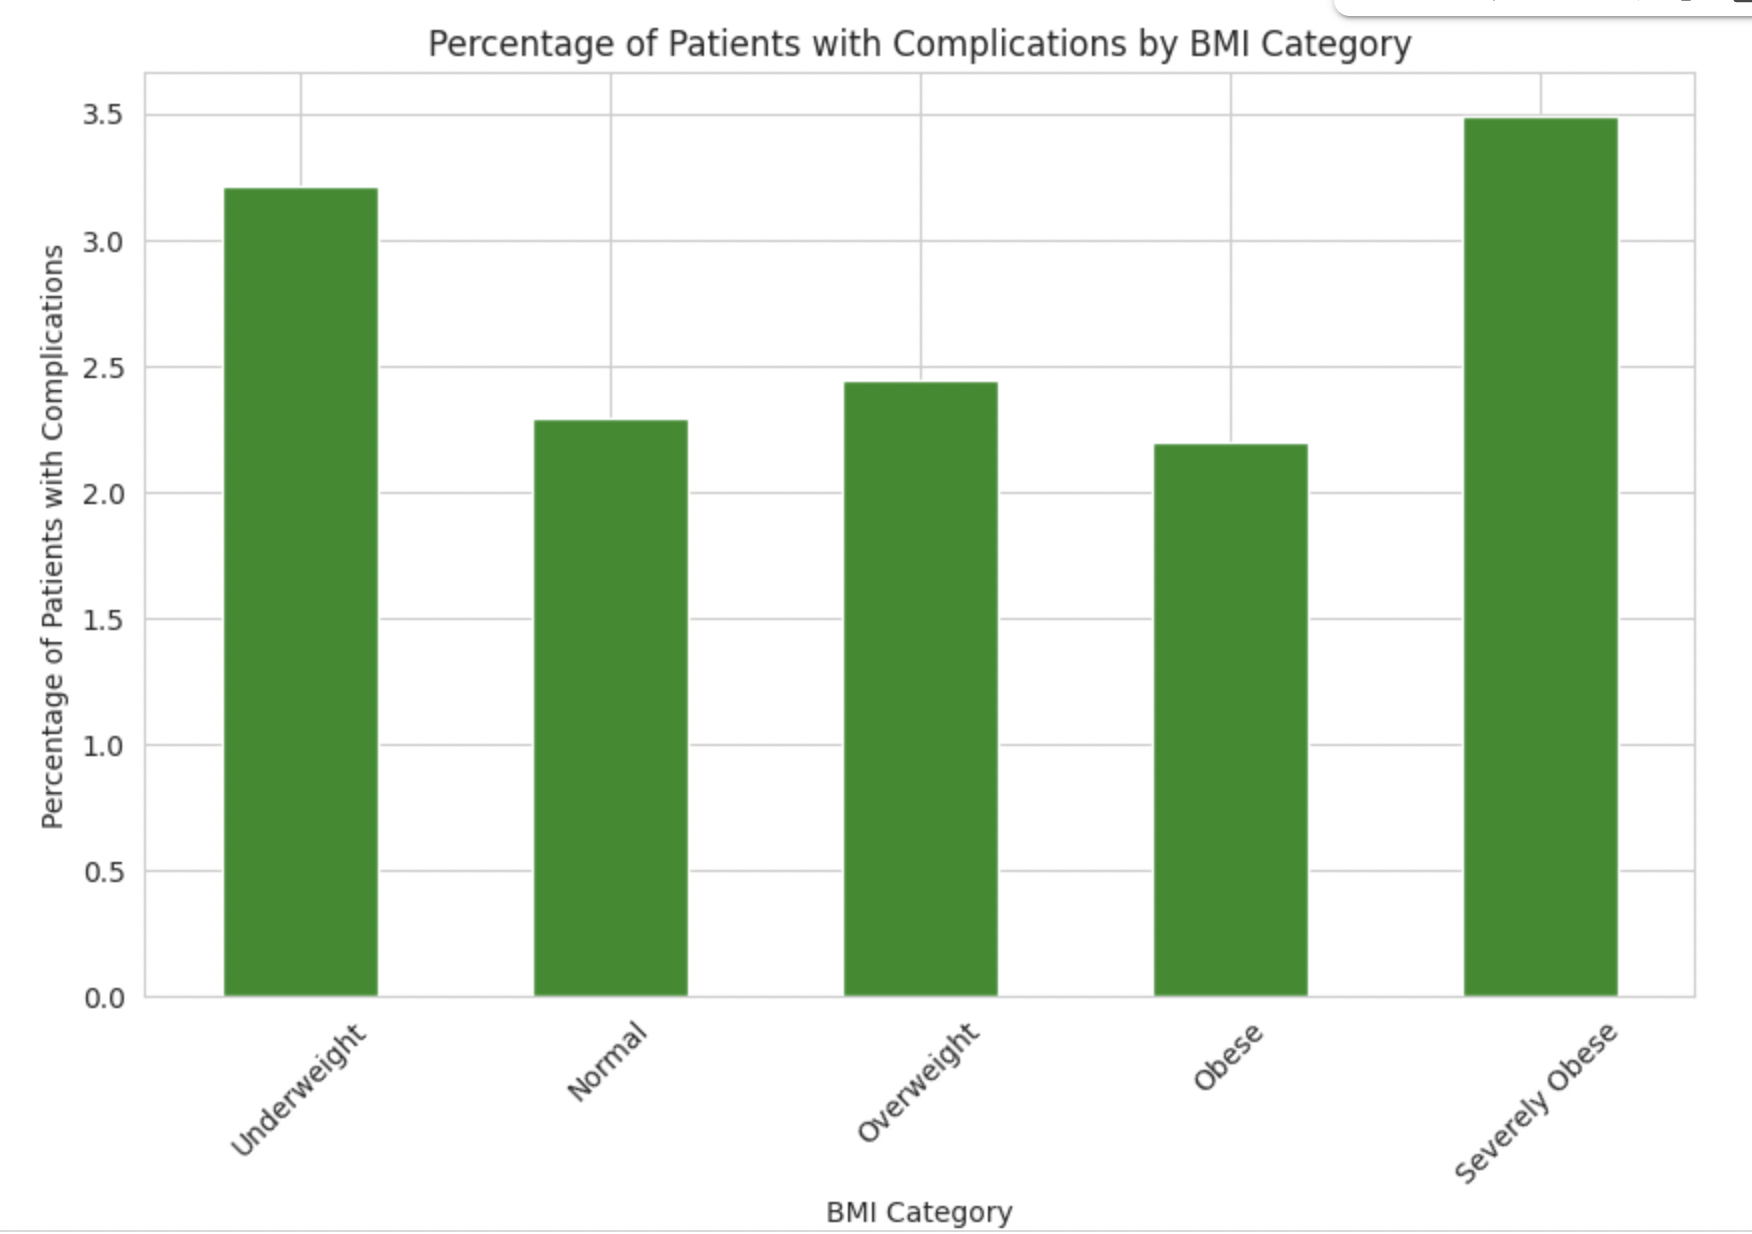 Percentage of Patients with Complications by BMI Category
Percentage of Patients with Complications
3.5
3.0
2.5
2.0
1.5
1.0
0.5
0.0
Underweight
Normal
Overweight
Obese
Severely Obese
BMI Category